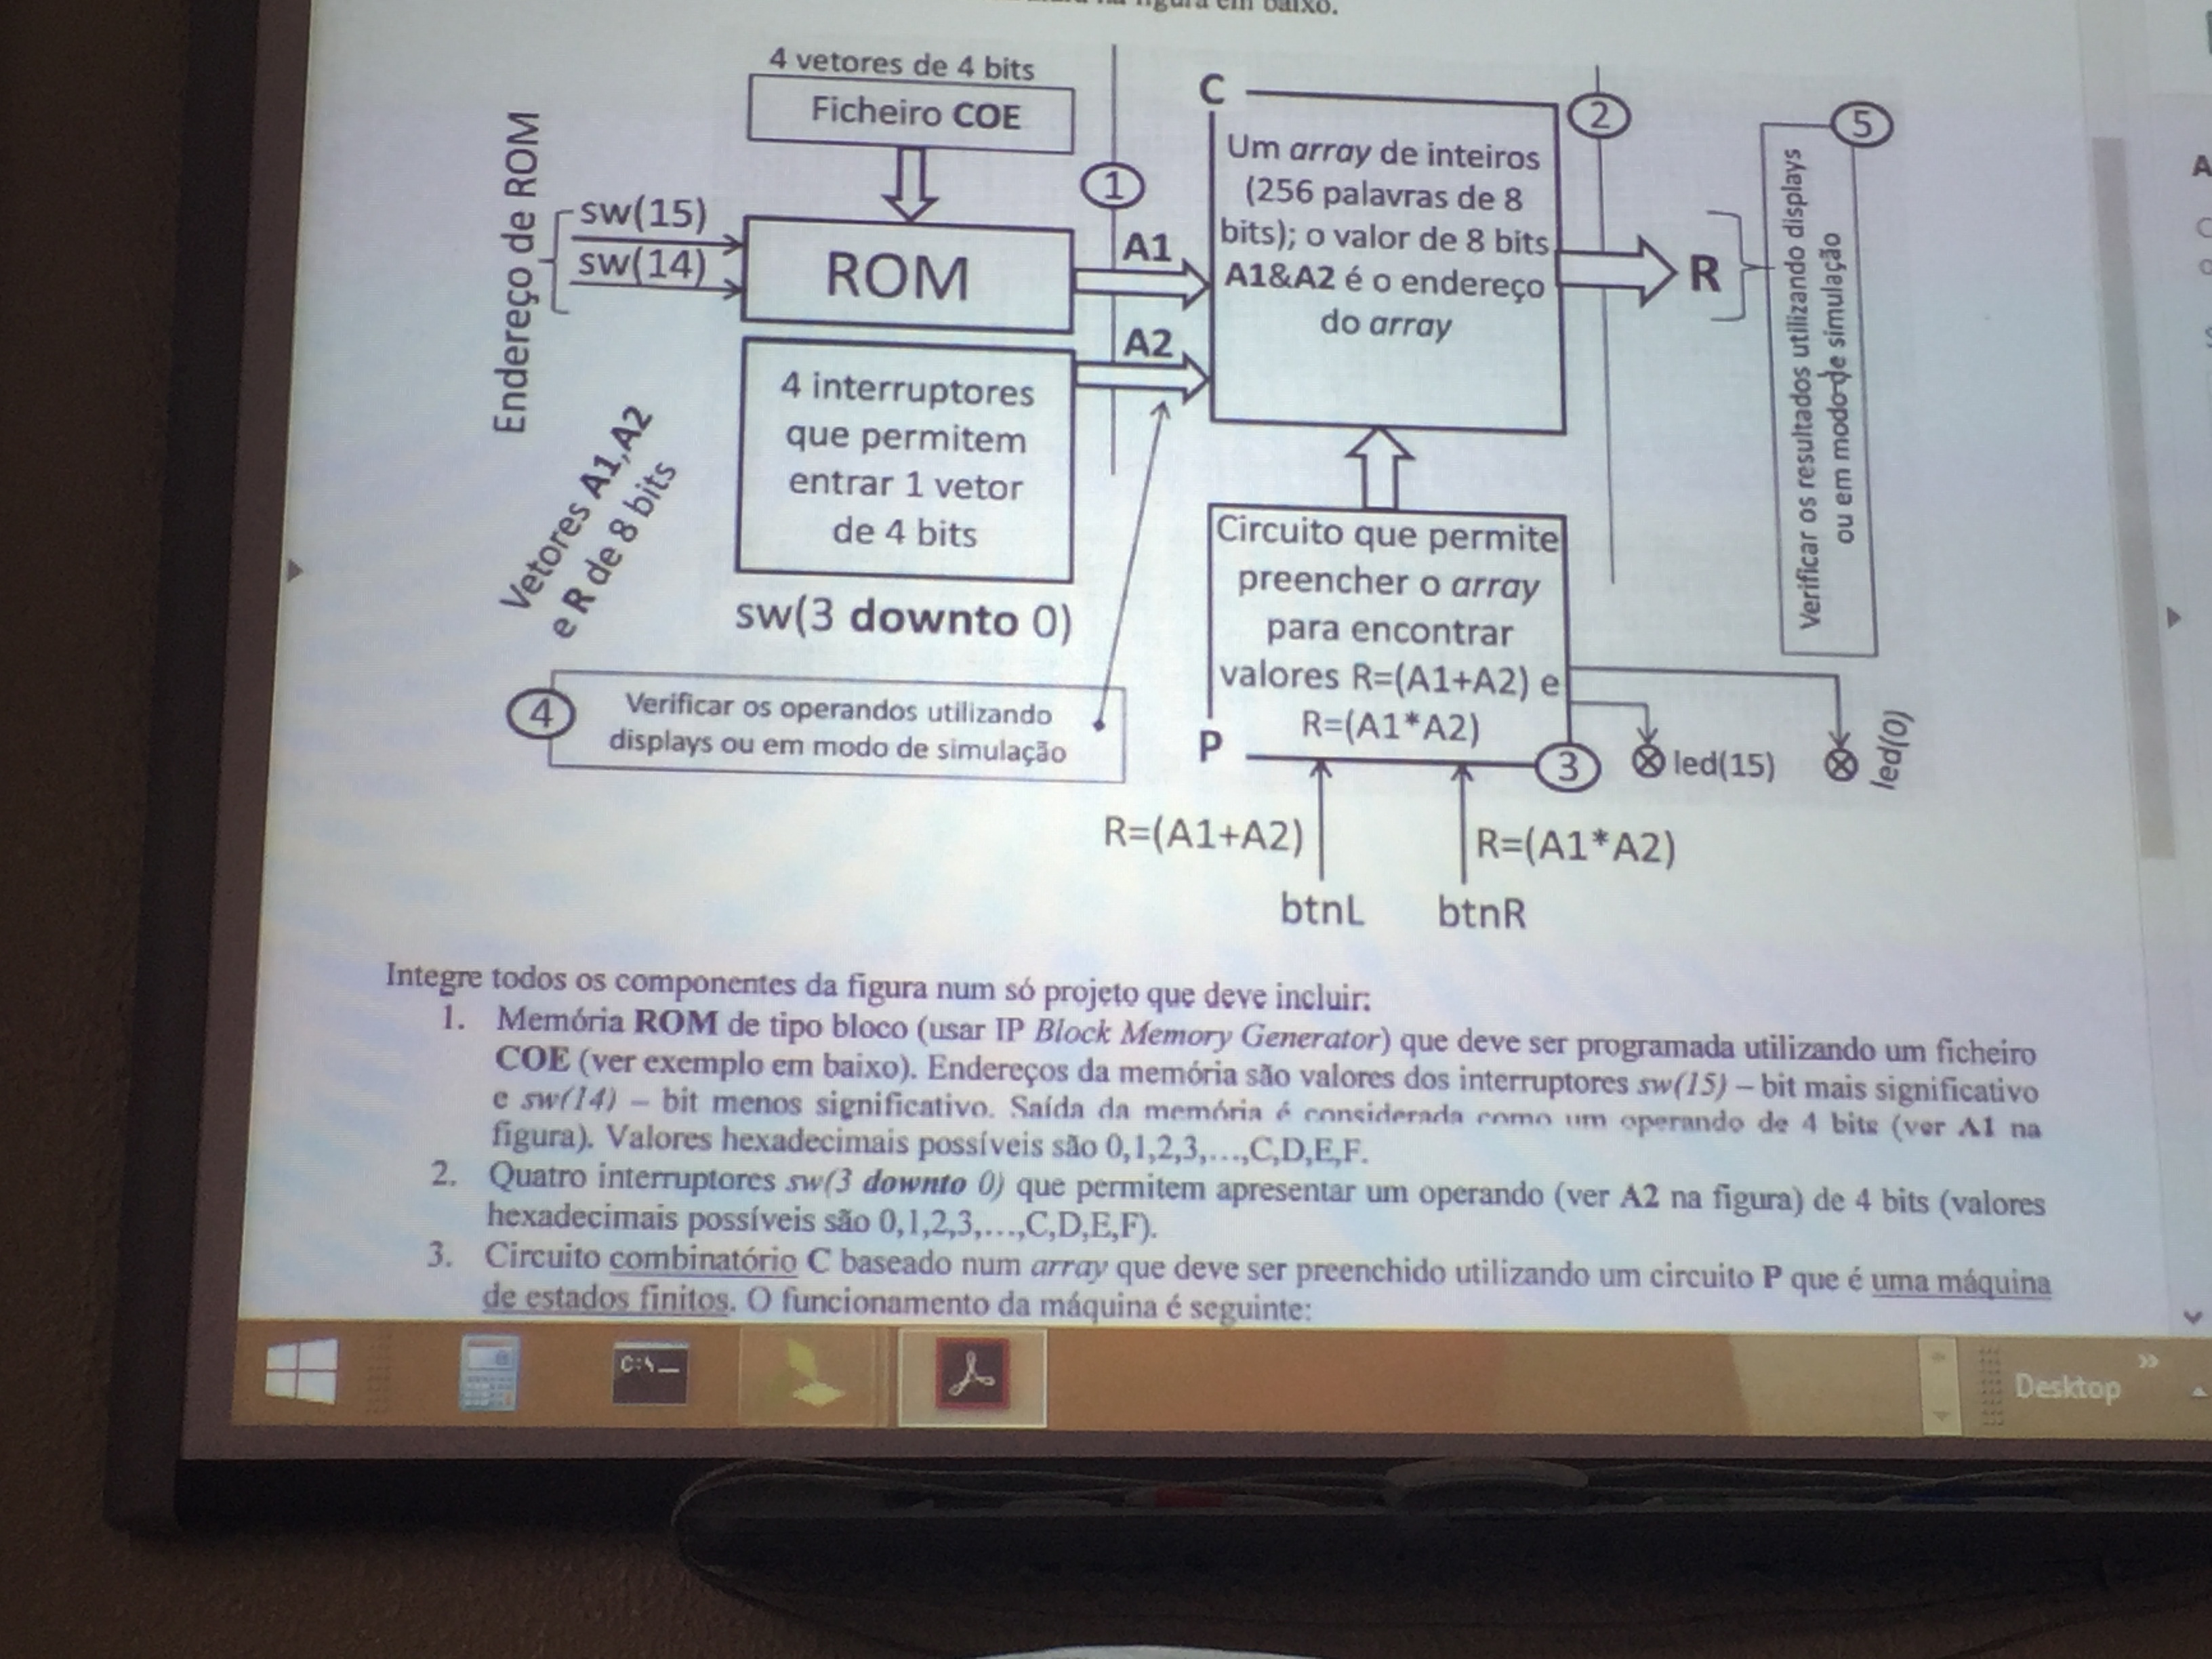 na figura em baixo.
4 vetores de 4 bits
Ficheiro COE
Endereço de ROM
sw(15)
sw(14)
ROM
1
A1
A2
4 interruptores
que permitem
entrar 1 vetor
de 4 bits
sw(3 downto 0)
Vetores A1,A2
e R de 8 bits
4
Verificar os operandos utilizando
displays ou em modo de simulação
C
Um array de inteiros
(256 palavras de 8
bits); o valor de 8 bits
A1&A2 é o endereço
do array
2
R
5
Verificar os resultados utilizando displays
ou em modo de simulação
Circuito que permite
preencher o array
para encontrar
valores R=(A1+A2) e
R=(A1*A2)
P
3
led(15)
led(0)
R=(A1+A2)
R=(A1*A2)
btnL
btnR
Integre todos os componentes da figura num só projeto que deve incluir:
1. Memória ROM de tipo bloco (usar IP Block Memory Generator) que deve ser programada utilizando um ficheiro
COE (ver exemplo em baixo). Endereços da memória são valores dos interruptores sw(15) – bit mais significativo
e sw(14) – bit menos significativo. Saída da memória é considerada como um operando de 4 bits (ver A1 na
figura). Valores hexadecimais possíveis são 0,1,2,3,…,C,D,E,F.
2. Quatro interruptores sw(3 downto 0) que permitem apresentar um operando (ver A2 na figura) de 4 bits (valores
hexadecimais possíveis são 0,1,2,3,…,C,D,E,F).
3. Circuito combinatório C baseado num array que deve ser preenchido utilizando um circuito P que é uma máquina
de estados finitos. O funcionamento da máquina é seguinte:
C:\_
Desktop